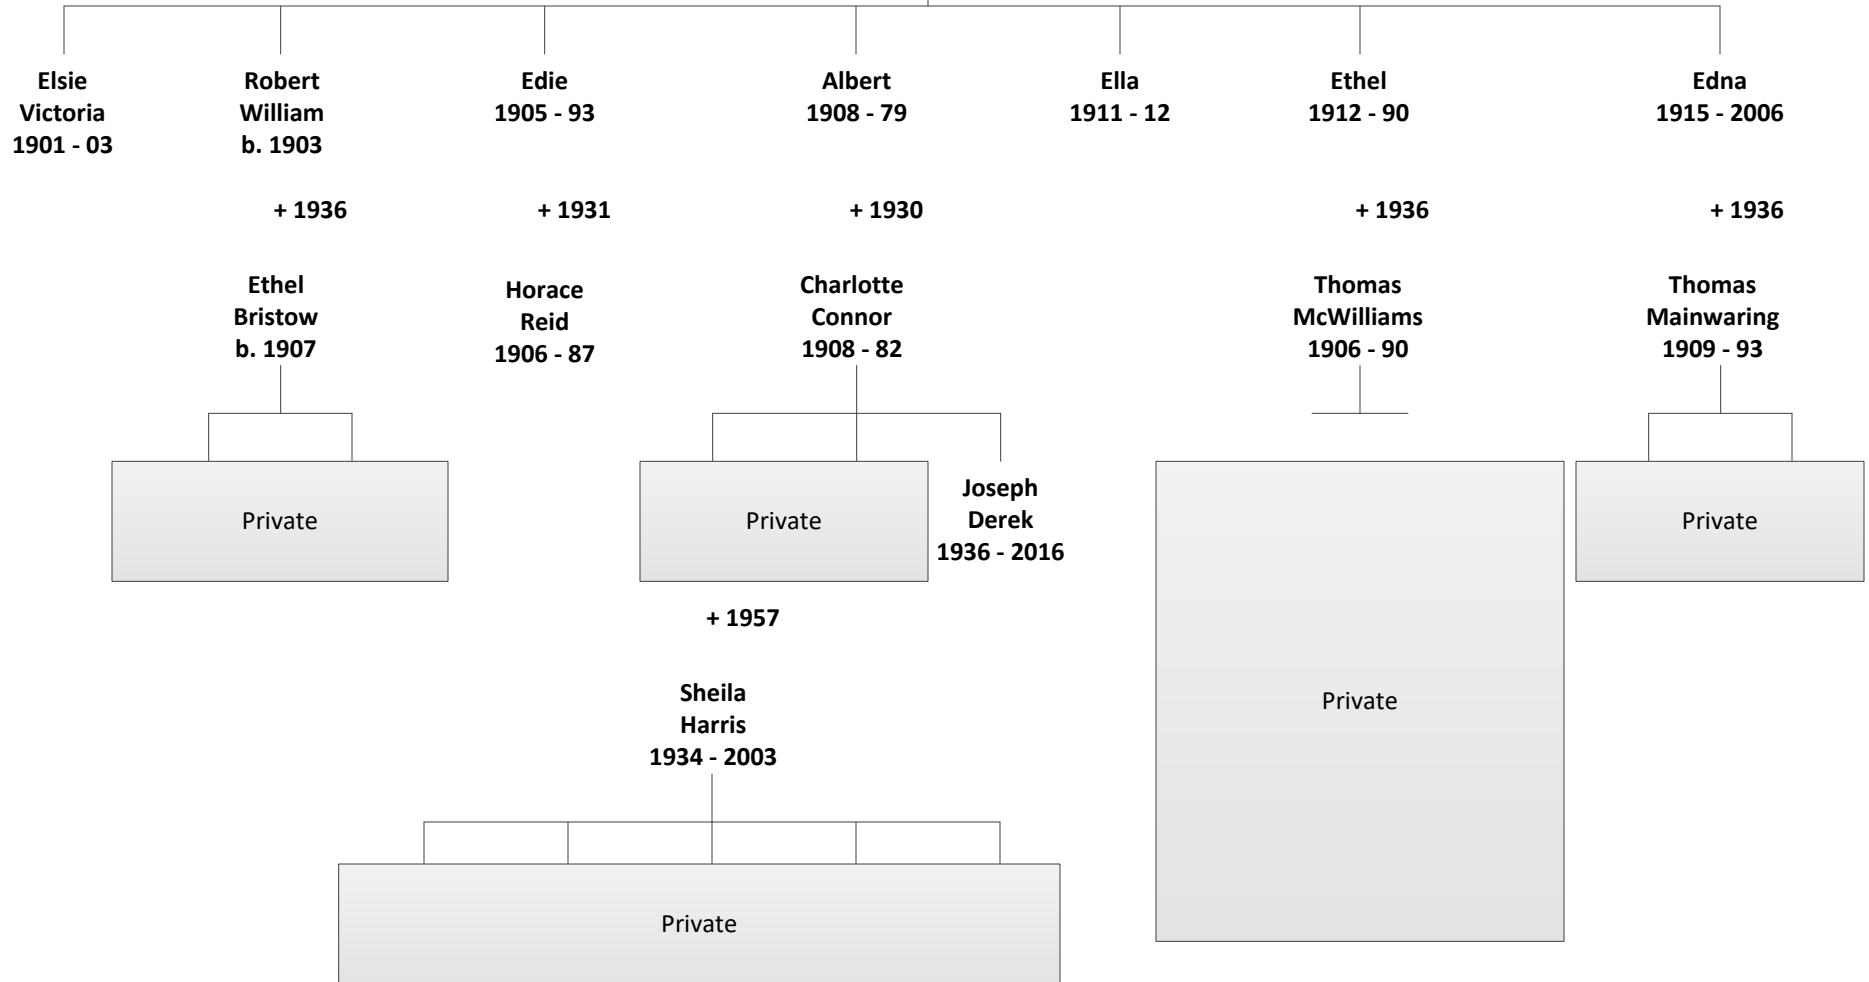 Elsie
Victoria
1901 - 03
Robert
William
b. 1903
Edie
1905 - 93
Albert
1908 - 79
Ella
1911 - 12
Ethel
1912 - 90
Edna
1915 - 2006
+ 1936
+ 1931
+ 1930
+ 1936
+ 1936
Ethel
Bristow
b. 1907
Horace
Reid
1906 - 87
Charlotte
Connor
1908 - 82
Thomas
McWilliams
1906 - 90
Thomas
Mainwaring
1909 - 93
Private
Private
Joseph
Derek
1936 - 2016
Private
Private
+ 1957
Sheila
Harris
1934 - 2003
Private